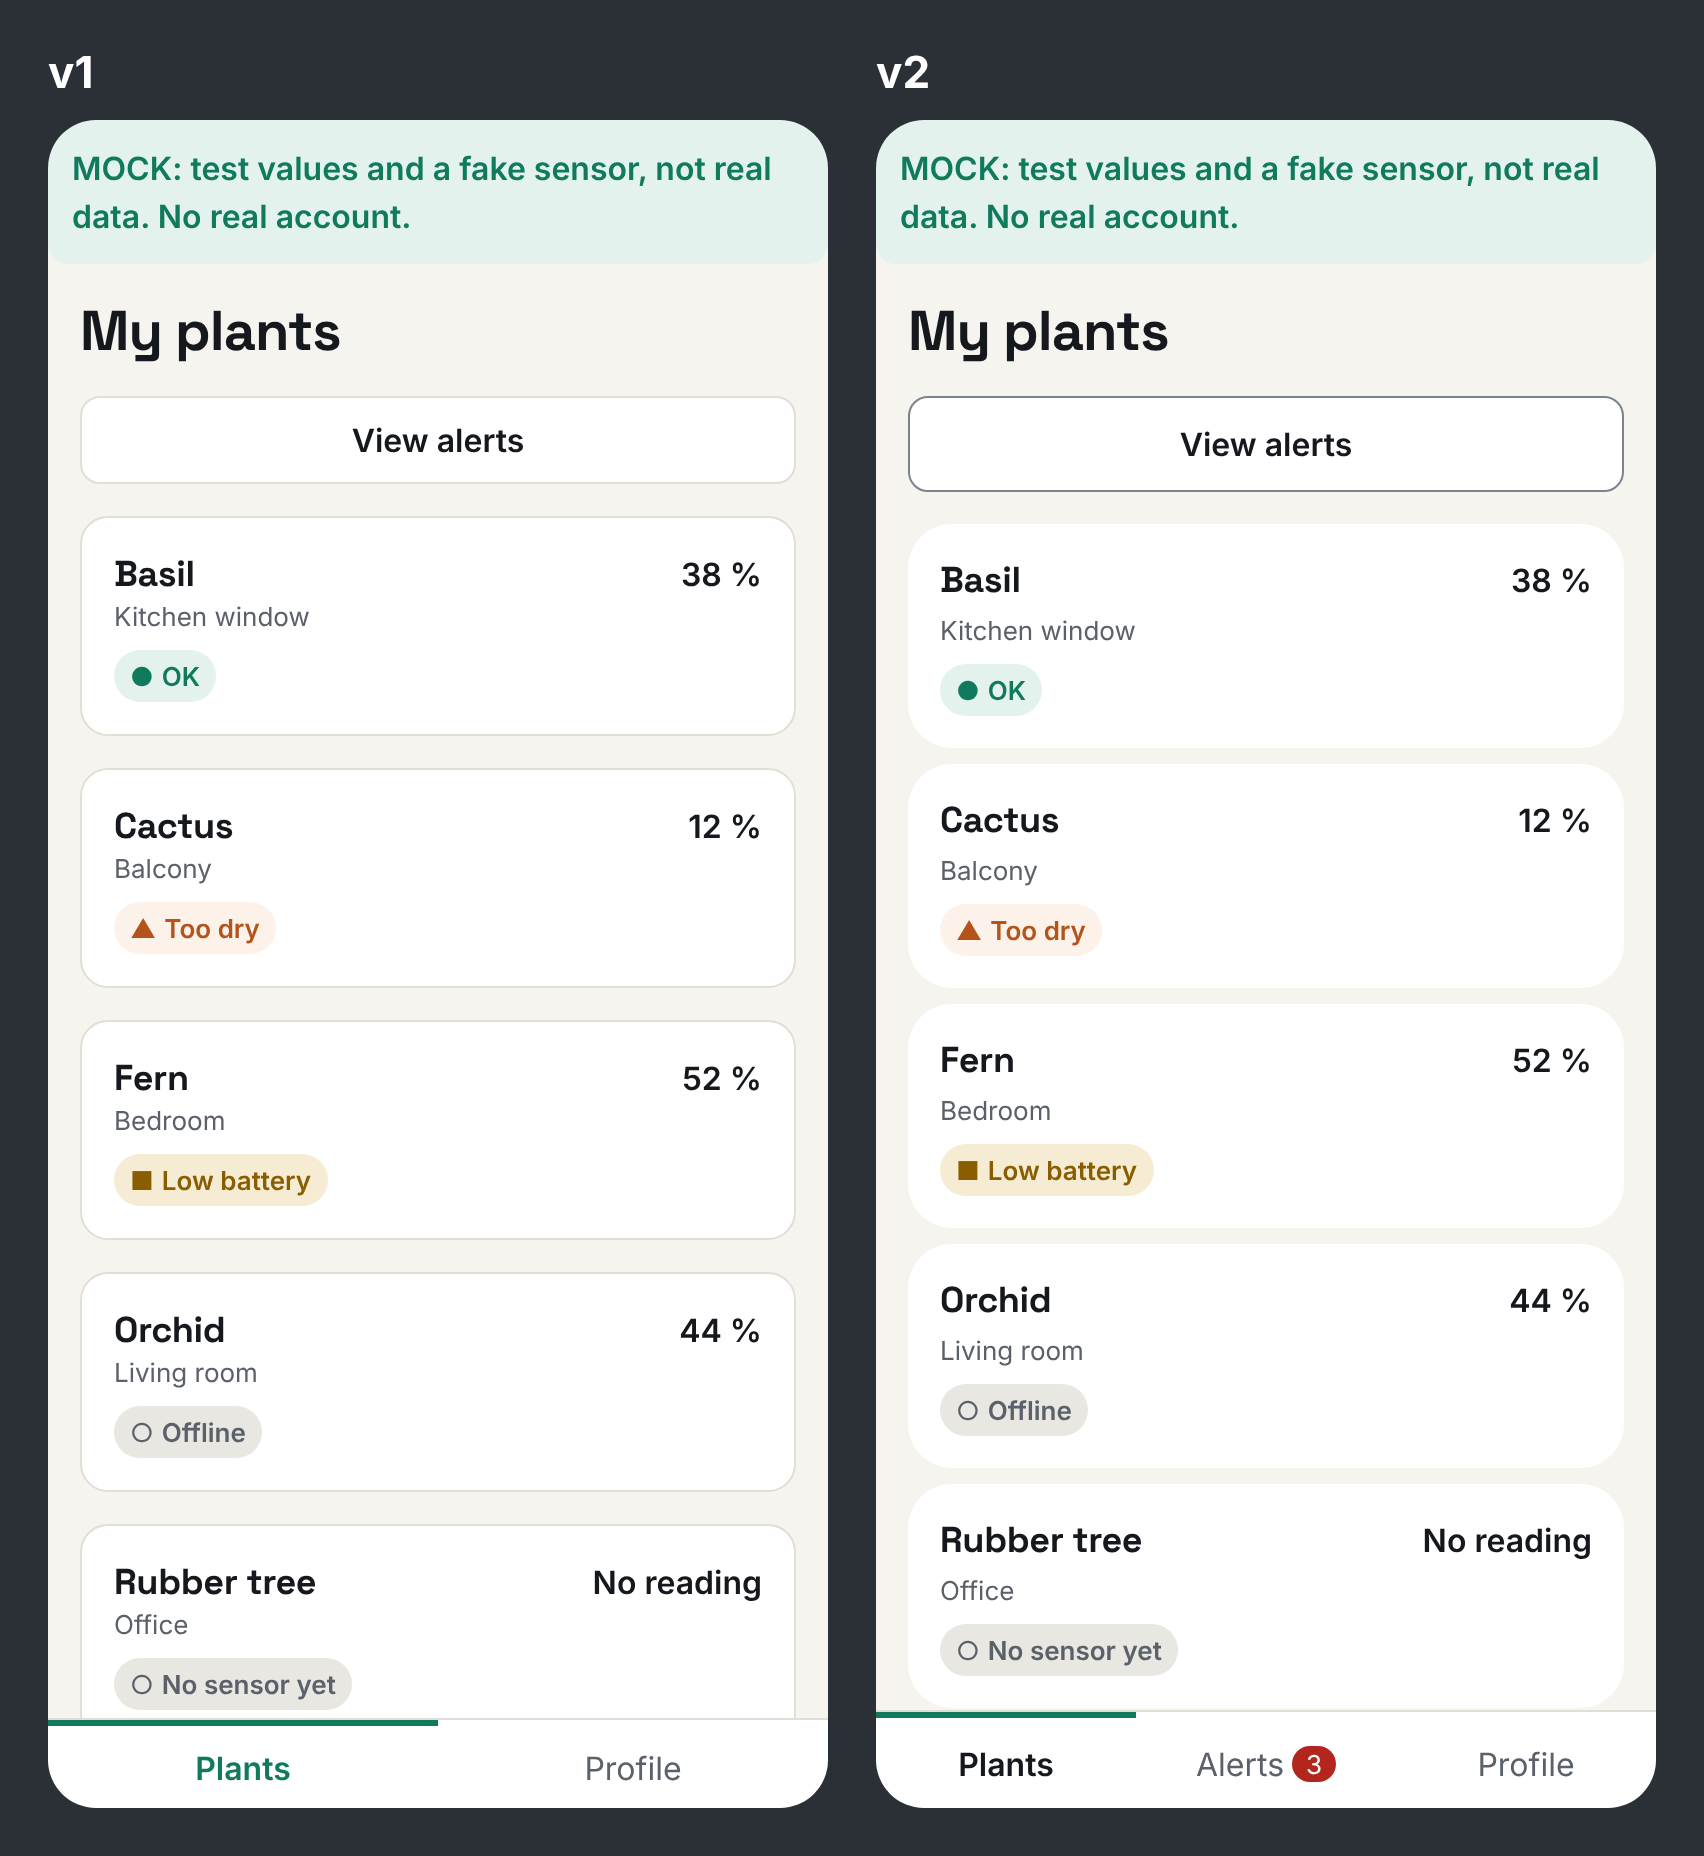 v1
MOCK: test values and a fake sensor, not real
data. No real account.
My plants
View alerts
Basil 38 %
Kitchen window
OK
Cactus 12 %
Balcony
Too dry
Fern 52 %
Bedroom
Low battery
Orchid 44 %
Living room
Offline
Rubber tree No reading
Office
No sensor yet
Plants Profile
v2
MOCK: test values and a fake sensor, not real
data. No real account.
My plants
View alerts
Basil 38 %
Kitchen window
OK
Cactus 12 %
Balcony
Too dry
Fern 52 %
Bedroom
Low battery
Orchid 44 %
Living room
Offline
Rubber tree No reading
Office
No sensor yet
Plants Alerts 3 Profile